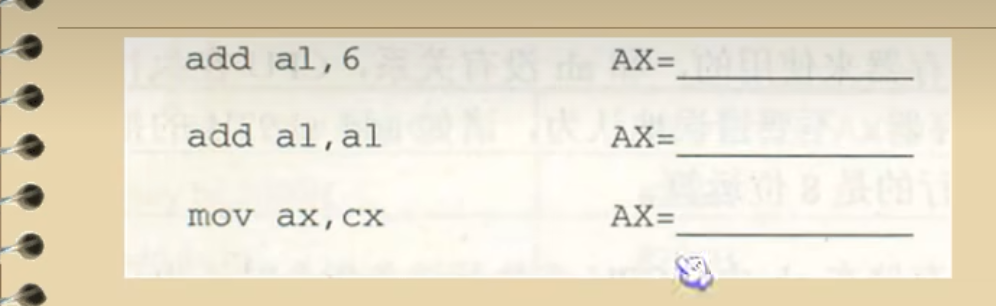 add al,6 AX=
add al,al AX=
mov ax,cx AX=